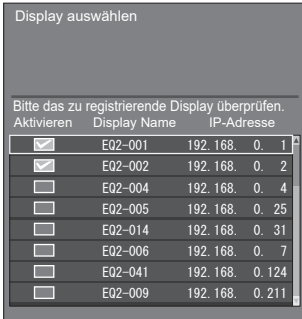 Display auswählen
Bitte das zu registrierende Display überprüfen.
Aktivieren Display Name IP-Adresse
EQ2-001 192. 168. 0. 1
EQ2-002 192. 168. 0. 2
EQ2-004 192. 168. 0. 4
EQ2-005 192. 168. 0. 25
EQ2-014 192. 168. 0. 31
EQ2-006 192. 168. 0. 7
EQ2-041 192. 168. 0. 124
EQ2-009 192. 168. 0. 211